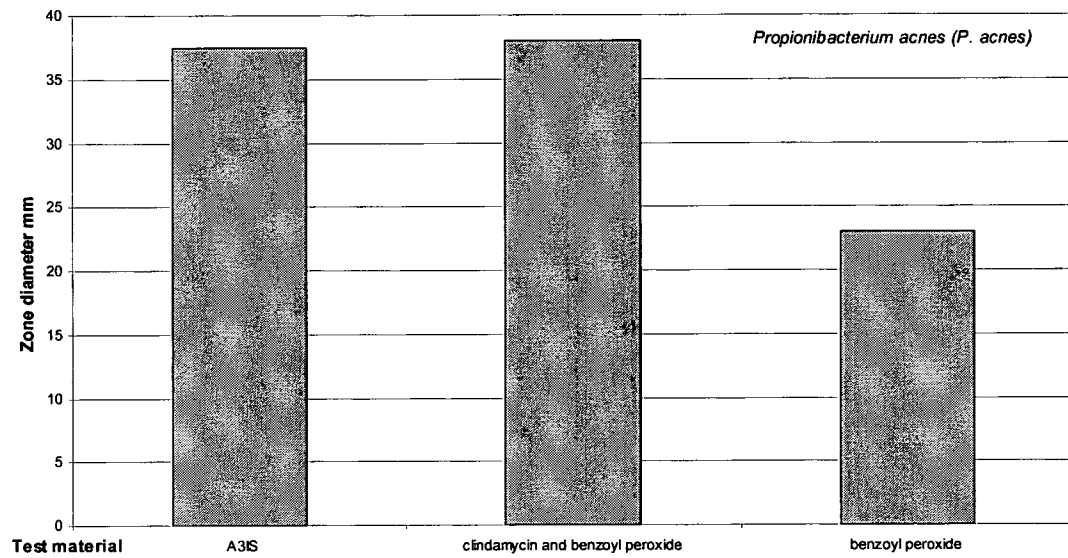 40
Propionibacterium acnes (P. acnes)
35
30
25
20
15
10
5
0
Zone diameter mm
Test material
A3IS
clindamycin and benzoyl peroxide
benzoyl peroxide